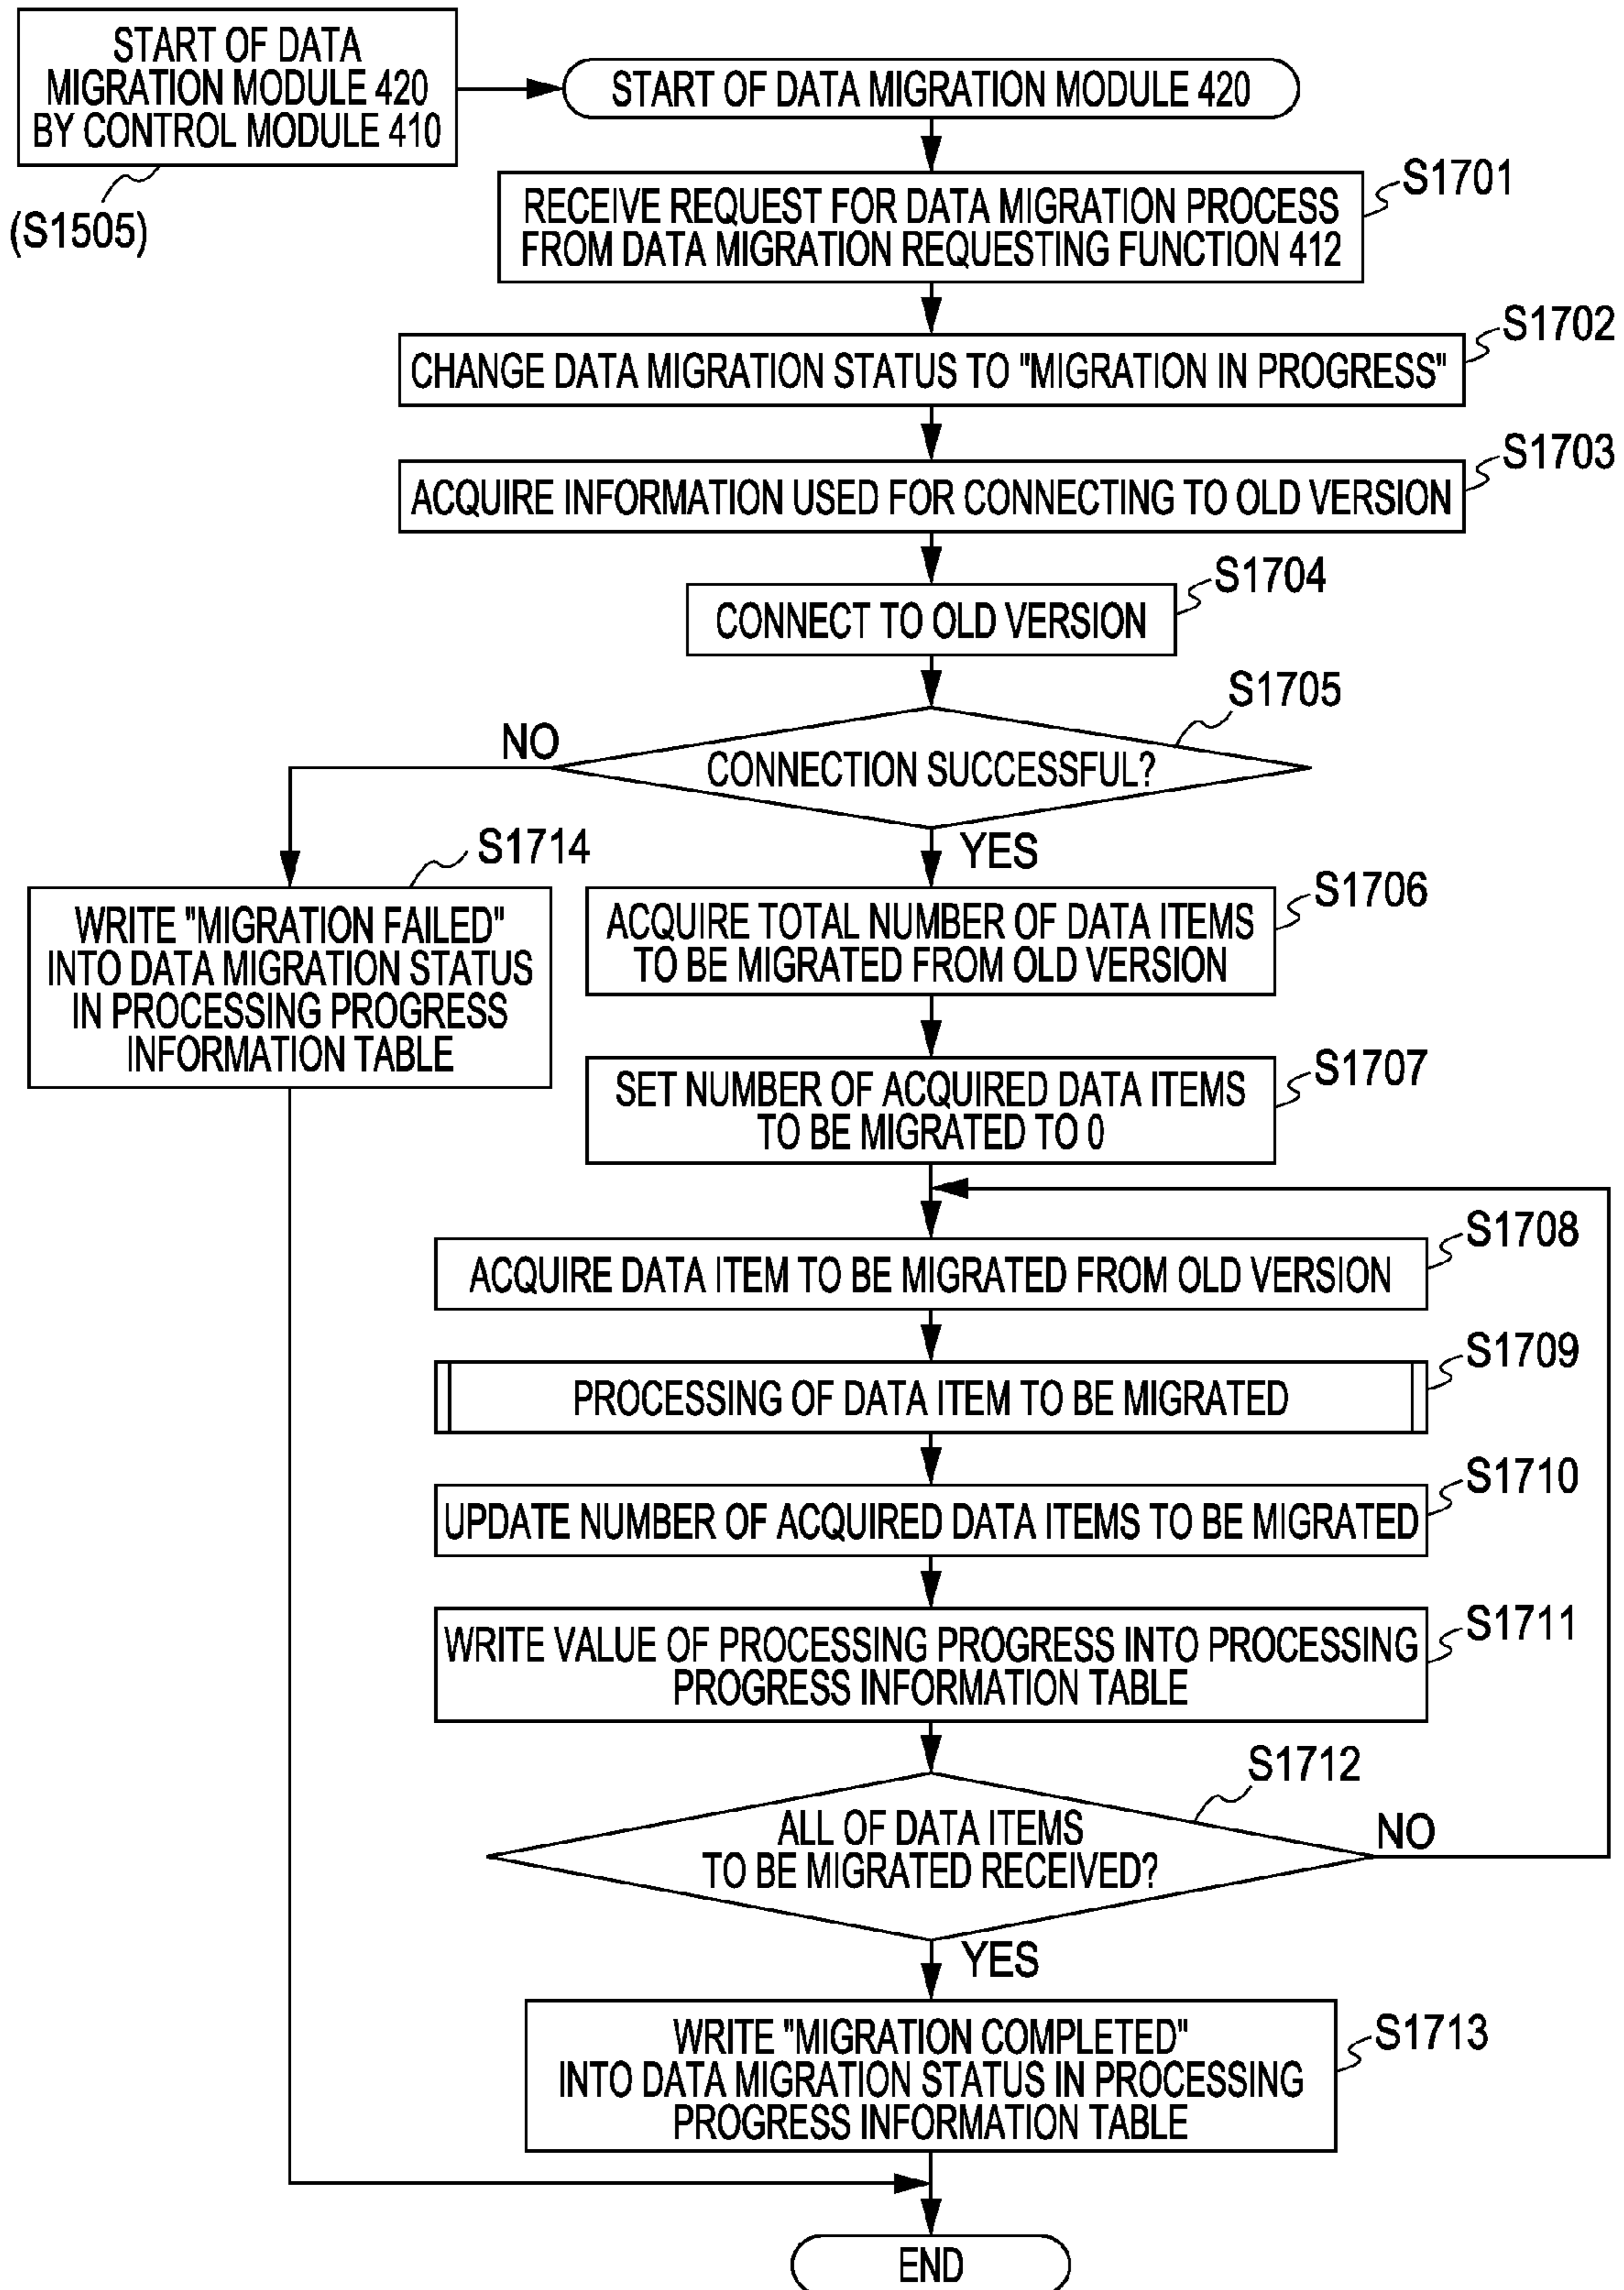 START OF DATA
MIGRATION MODULE 420
BY CONTROL MODULE 410
(S1505)
START OF DATA MIGRATION MODULE 420
S1701
RECEIVE REQUEST FOR DATA MIGRATION PROCESS
FROM DATA MIGRATION REQUESTING FUNCTION 412
S1702
CHANGE DATA MIGRATION STATUS TO "MIGRATION IN PROGRESS"
S1703
ACQUIRE INFORMATION USED FOR CONNECTING TO OLD VERSION
S1704
CONNECT TO OLD VERSION
S1705
NO
CONNECTION SUCCESSFUL?
YES
S1714
WRITE "MIGRATION FAILED"
INTO DATA MIGRATION STATUS
IN PROCESSING PROGRESS
INFORMATION TABLE
S1706
ACQUIRE TOTAL NUMBER OF DATA ITEMS
TO BE MIGRATED FROM OLD VERSION
S1707
SET NUMBER OF ACQUIRED DATA ITEMS
TO BE MIGRATED TO 0
S1708
ACQUIRE DATA ITEM TO BE MIGRATED FROM OLD VERSION
S1709
PROCESSING OF DATA ITEM TO BE MIGRATED
S1710
UPDATE NUMBER OF ACQUIRED DATA ITEMS TO BE MIGRATED
S1711
WRITE VALUE OF PROCESSING PROGRESS INTO PROCESSING
PROGRESS INFORMATION TABLE
S1712
ALL OF DATA ITEMS
TO BE MIGRATED RECEIVED?
NO
YES
S1713
WRITE "MIGRATION COMPLETED"
INTO DATA MIGRATION STATUS IN PROCESSING
PROGRESS INFORMATION TABLE
END